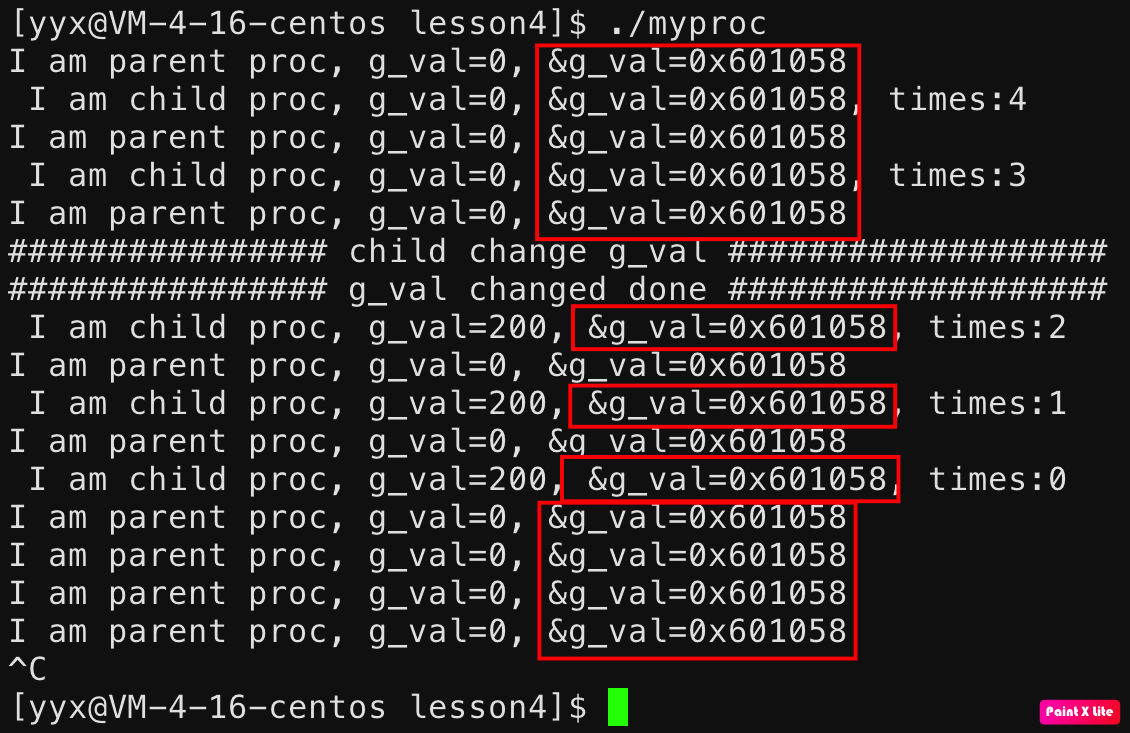 [yyx@VM-4-16-centos lesson4]$ ./myproc
I am parent proc, g_val=0, &g_val=0x601058
 I am child proc, g_val=0, &g_val=0x601058, times:4
I am parent proc, g_val=0, &g_val=0x601058
 I am child proc, g_val=0, &g_val=0x601058, times:3
I am parent proc, g_val=0, &g_val=0x601058
################ child change g_val ###################
################ g_val changed done ###################
 I am child proc, g_val=200, &g_val=0x601058, times:2
I am parent proc, g_val=0, &g_val=0x601058
 I am child proc, g_val=200, &g_val=0x601058, times:1
I am parent proc, g_val=0, &g_val=0x601058
 I am child proc, g_val=200, &g_val=0x601058, times:0
I am parent proc, g_val=0, &g_val=0x601058
I am parent proc, g_val=0, &g_val=0x601058
I am parent proc, g_val=0, &g_val=0x601058
I am parent proc, g_val=0, &g_val=0x601058
^C
[yyx@VM-4-16-centos lesson4]$
Paint X Lite